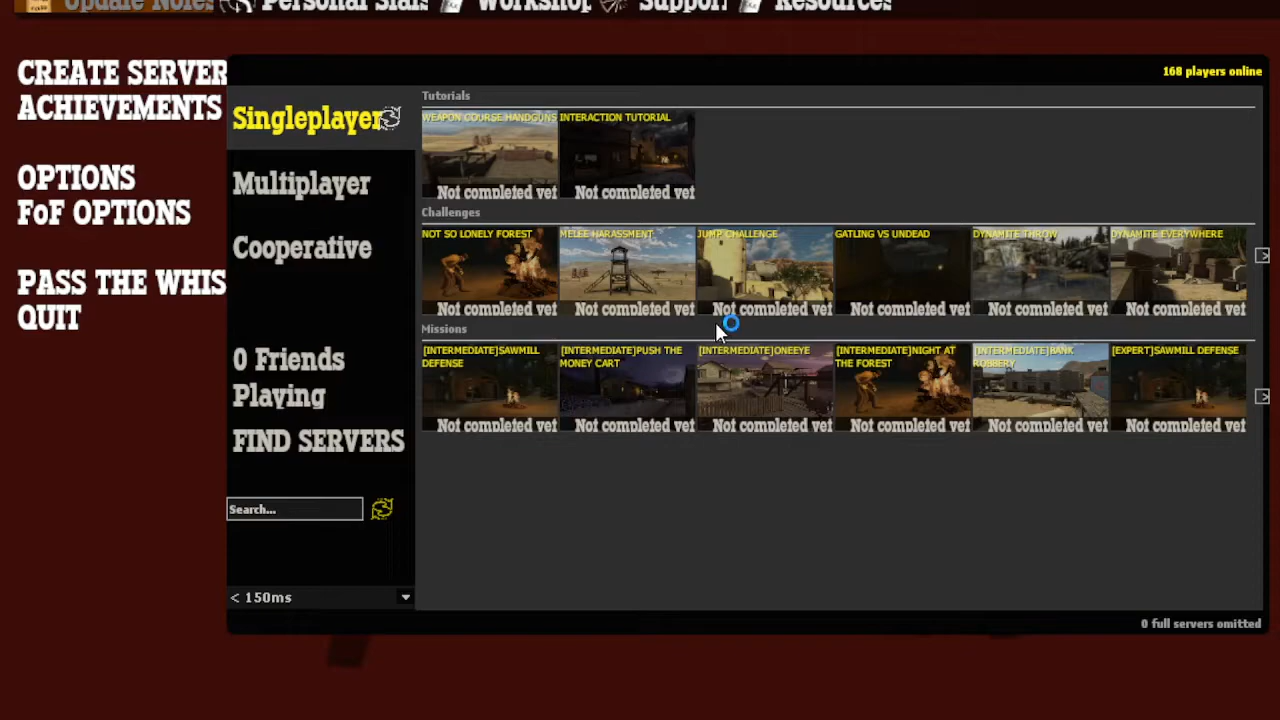 Update Notes Personal Stats Workshop Support Resources
168 players online
CREATE SERVER
ACHIEVEMENTS
OPTIONS
FoF OPTIONS
PASS THE WHIS
QUIT
Singleplayer
Multiplayer
Cooperative
0 Friends
Playing
FIND SERVERS
Search...
< 150ms
Tutorials
WEAPON COURSE HANDGUNS
Not completed yet
INTERACTION TUTORIAL
Not completed yet
Challenges
NOT SO LONELY FOREST
Not completed yet
MELEE HARASSMENT
Not completed yet
JUMP CHALLENGE
Not completed yet
GATLING VS UNDEAD
Not completed yet
DYNAMITE THROW
Not completed yet
DYNAMITE EVERYWHERE
Not completed yet
>
Missions
[INTERMEDIATE]SAWMILL
DEFENSE
Not completed yet
[INTERMEDIATE]PUSH THE
MONEY CART
Not completed yet
[INTERMEDIATE]ONEEYE
Not completed yet
[INTERMEDIATE]NIGHT AT
THE FOREST
Not completed yet
[INTERMEDIATE]BANK
ROBBERY
Not completed yet
[EXPERT]SAWMILL DEFENSE
Not completed yet
>
0 full servers omitted